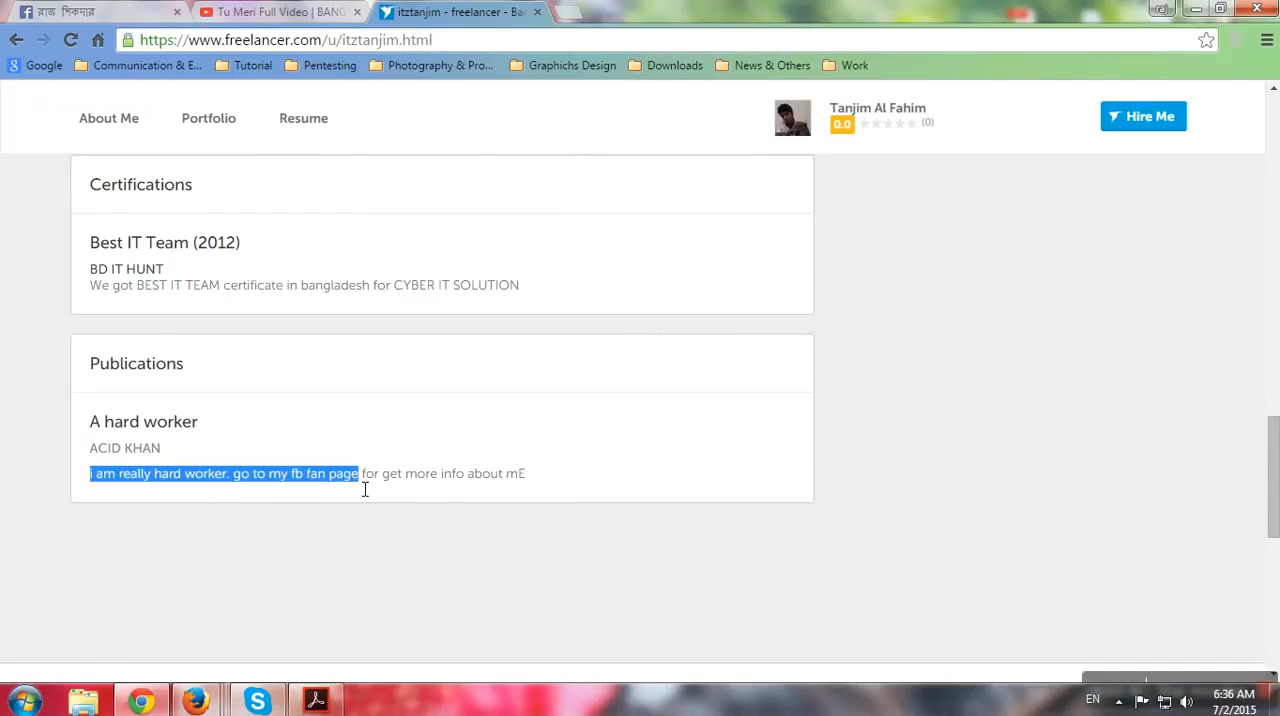 রাজ শিকদার
Tu Meri Full Video | BANG
itztanjim - freelancer - Ba
https://www.freelancer.com/u/itztanjim.html
Google
Communication & E...
Tutorial
Pentesting
Photography & Pro...
Graphichs Design
Downloads
News & Others
Work
About Me
Portfolio
Resume
Tanjim Al Fahim
0.0
(0)
Hire Me
Certifications
Best IT Team (2012)
BD IT HUNT
We got BEST IT TEAM certificate in bangladesh for CYBER IT SOLUTION
Publications
A hard worker
ACID KHAN
i am really hard worker. go to my fb fan page for get more info about mE
EN
6:36 AM
7/2/2015